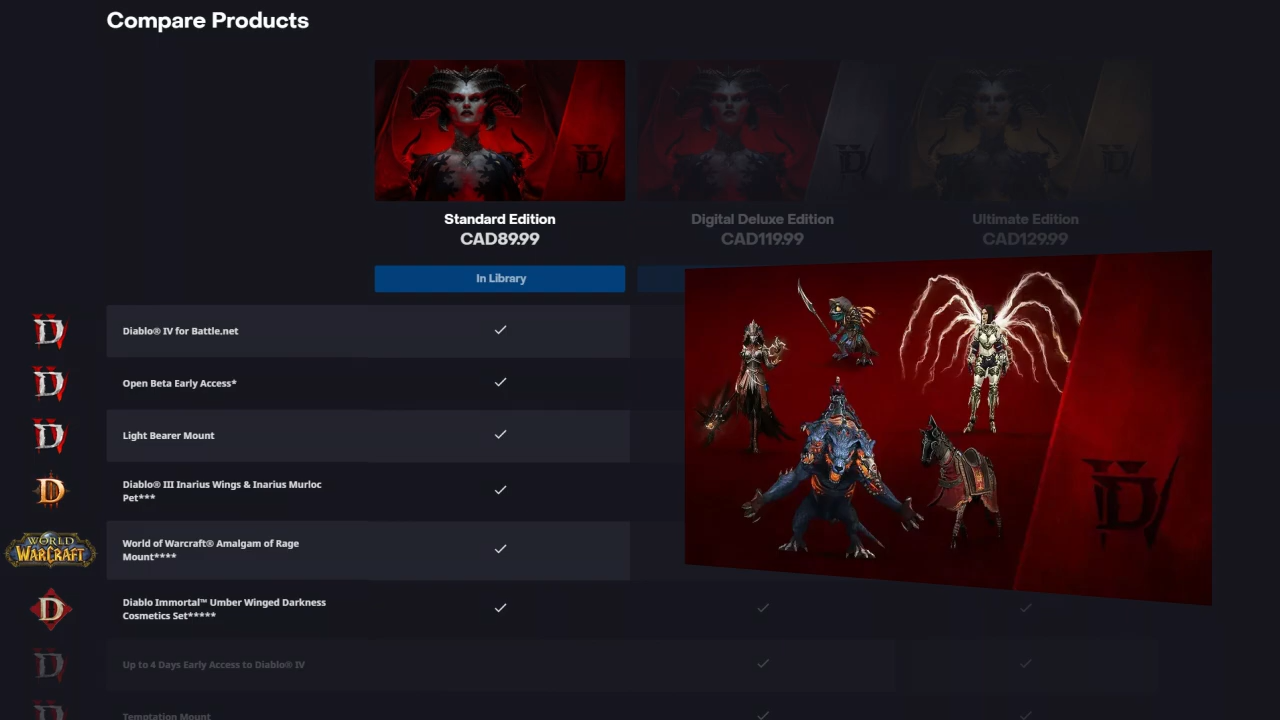 Compare Products
Standard Edition
CAD89.99
In Library
Digital Deluxe Edition
CAD119.99
Ultimate Edition
CAD129.99
Diablo® IV for Battle.net
Open Beta Early Access*
Light Bearer Mount
Diablo® III Inarius Wings & Inarius Murloc
Pet***
WORLD
WARCRAFT
World of Warcraft® Amalgam of Rage
Mount****
Diablo Immortal™ Umber Winged Darkness
Cosmetics Set*****
Up to 4 Days Early Access to Diablo® IV
Temptation Mount